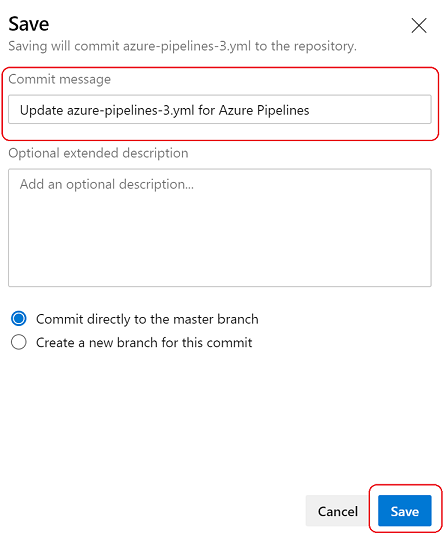 Save
Saving will commit azure-pipelines-3.yml to the repository.
Commit message
Update azure-pipelines-3.yml for Azure Pipelines
Optional extended description
Add an optional description...
Commit directly to the master branch
Create a new branch for this commit
Cancel
Save